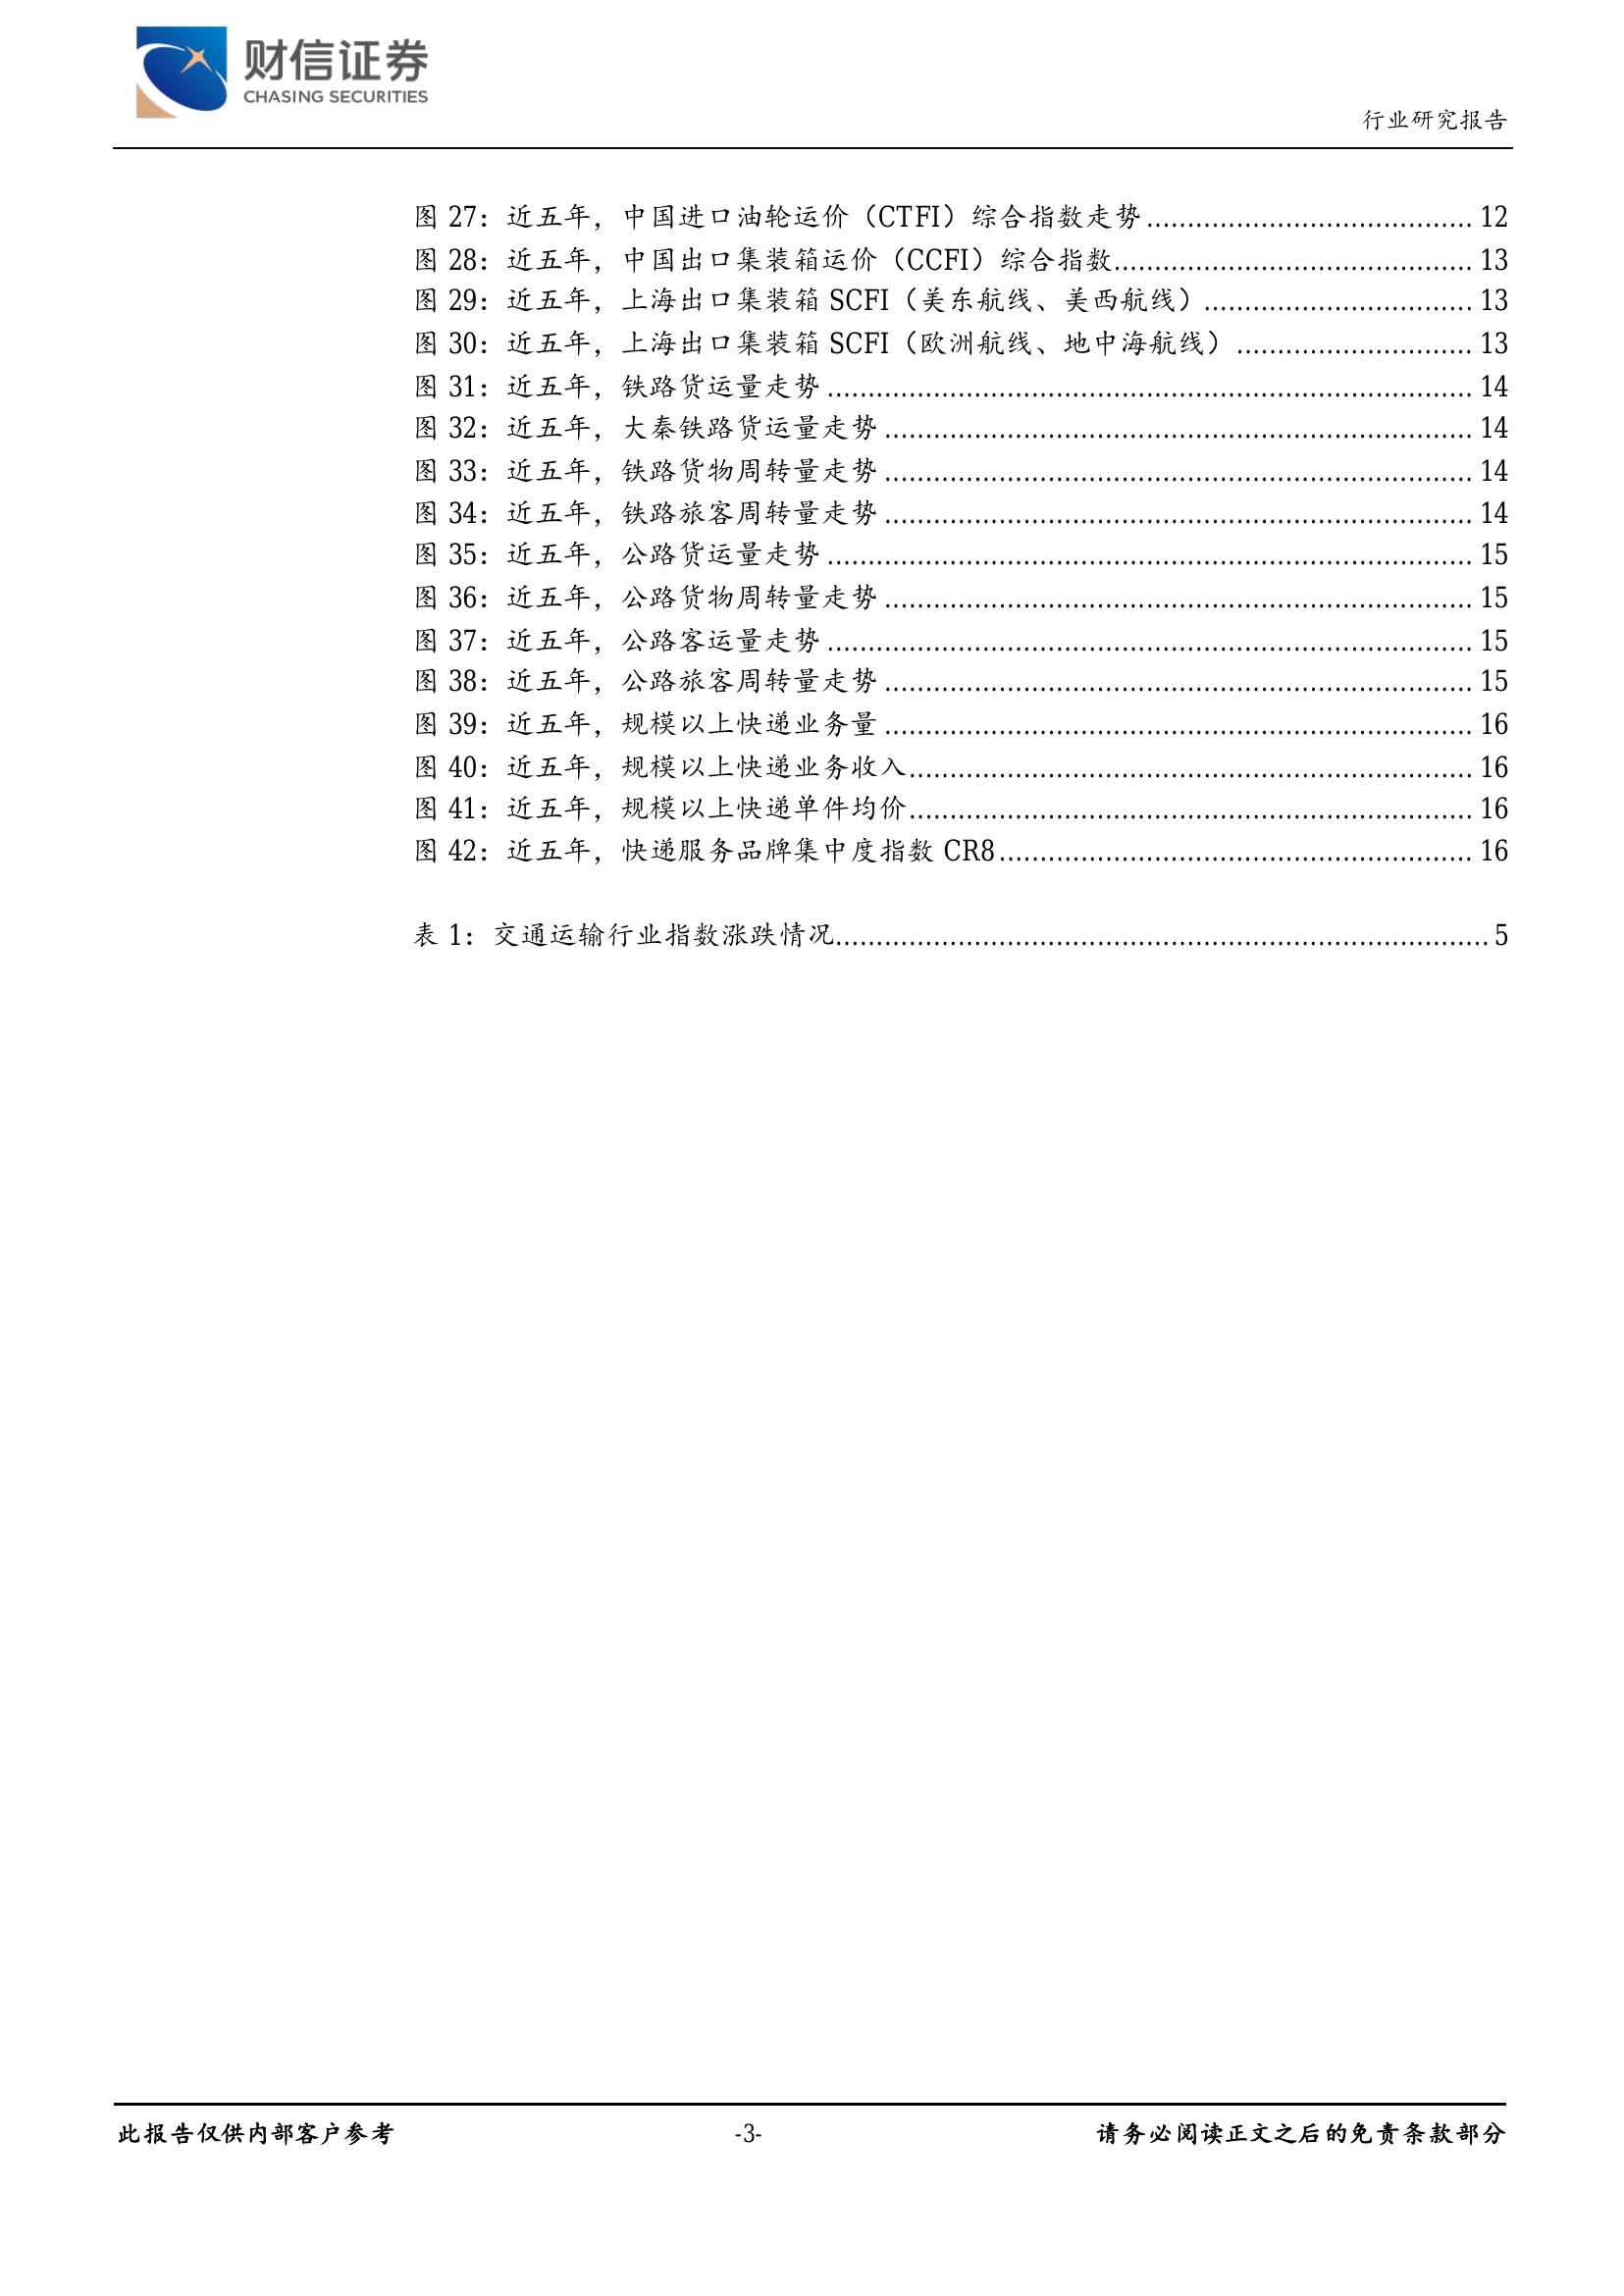 财信证券
CHASING SECURITIES
行业研究报告
图 27：近五年，中国进口油轮运价（CTFI）综合指数走势........................................ 12
图 28：近五年，中国出口集装箱运价（CCFI）综合指数............................................ 13
图 29：近五年，上海出口集装箱 SCFI（美东航线、美西航线）................................. 13
图 30：近五年，上海出口集装箱 SCFI（欧洲航线、地中海航线）............................. 13
图 31：近五年，铁路货运量走势............................................................................... 14
图 32：近五年，大秦铁路货运量走势........................................................................ 14
图 33：近五年，铁路货物周转量走势........................................................................ 14
图 34：近五年，铁路旅客周转量走势........................................................................ 14
图 35：近五年，公路货运量走势............................................................................... 15
图 36：近五年，公路货物周转量走势........................................................................ 15
图 37：近五年，公路客运量走势............................................................................... 15
图 38：近五年，公路旅客周转量走势........................................................................ 15
图 39：近五年，规模以上快递业务量........................................................................ 16
图 40：近五年，规模以上快递业务收入..................................................................... 16
图 41：近五年，规模以上快递单件均价..................................................................... 16
图 42：近五年，快递服务品牌集中度指数 CR8.......................................................... 16
表 1：交通运输行业指数涨跌情况................................................................................ 5
此报告仅供内部客户参考
-3-
请务必阅读正文之后的免责条款部分